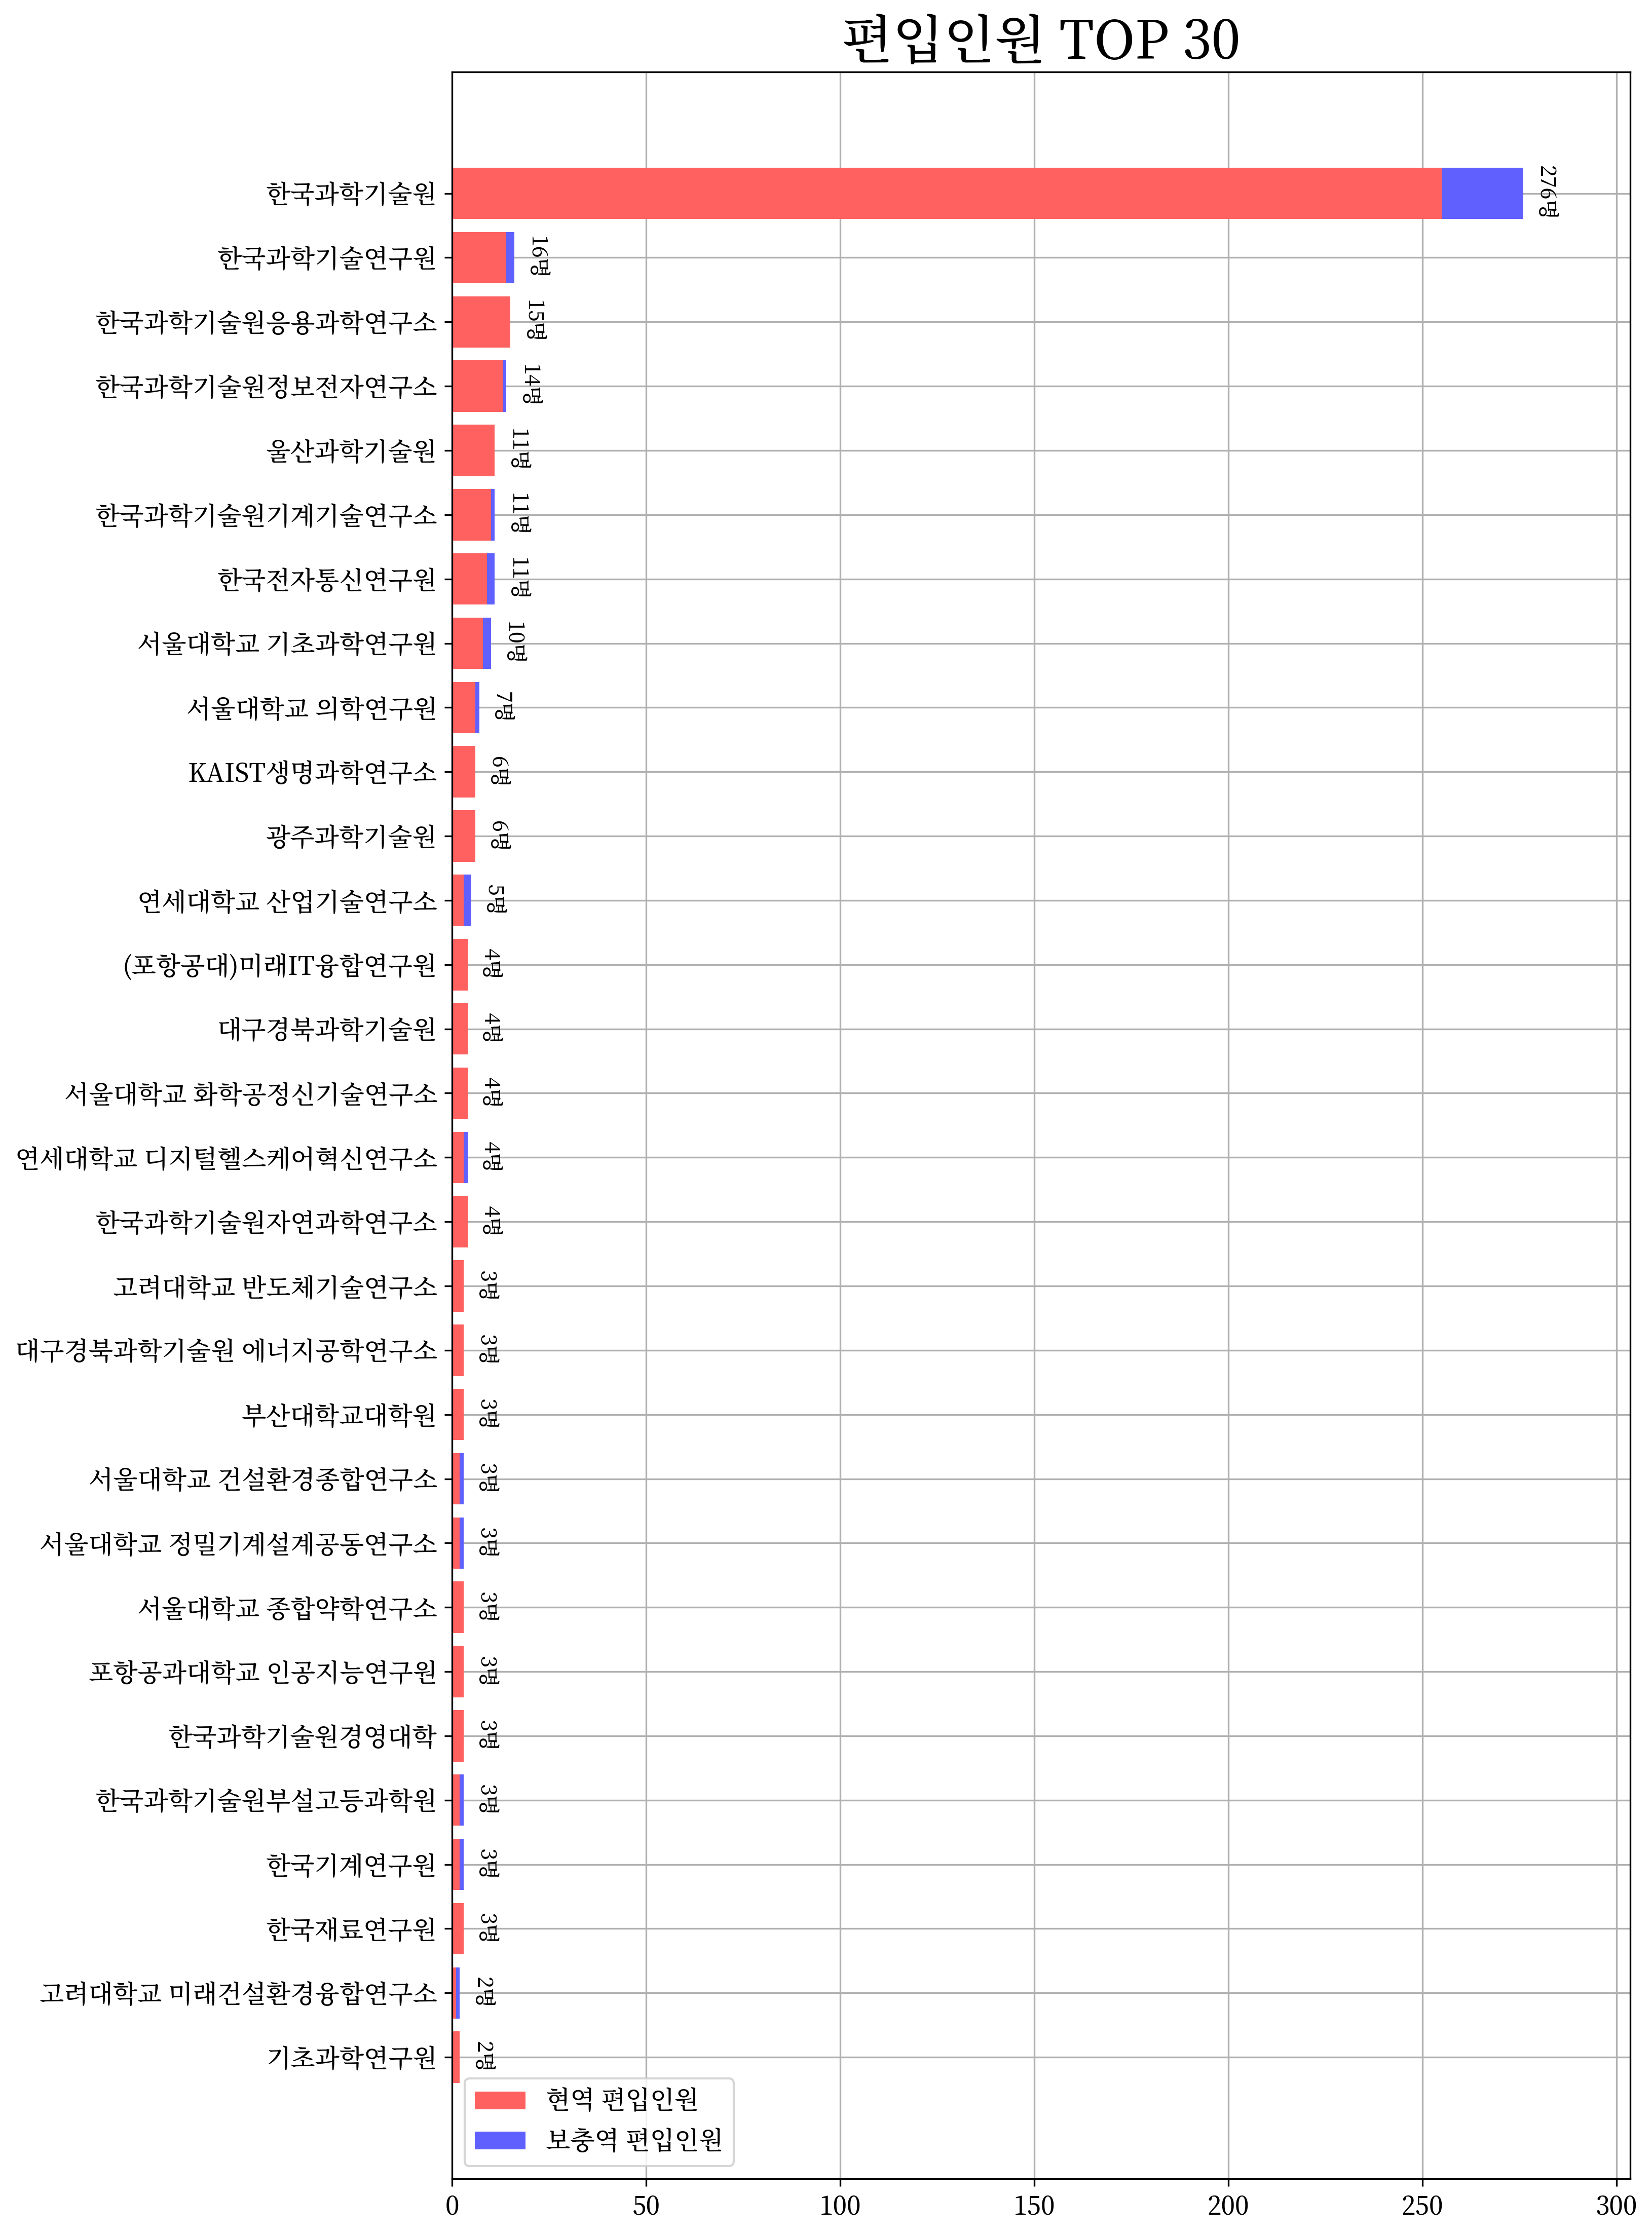 편입인원 TOP 30
한국과학기술원 276명
한국과학기술연구원 16명
한국과학기술원응용과학연구소 15명
한국과학기술원정보전자연구소 14명
울산과학기술원 11명
한국과학기술원기계기술연구소 11명
한국전자통신연구원 11명
서울대학교 기초과학연구원 10명
서울대학교 의학연구원 7명
KAIST생명과학연구소 6명
광주과학기술원 6명
연세대학교 산업기술연구소 5명
(포항공대)미래IT융합연구원 4명
대구경북과학기술원 4명
서울대학교 화학공정신기술연구소 4명
연세대학교 디지털헬스케어혁신연구소 4명
한국과학기술원자연과학연구소 4명
고려대학교 반도체기술연구소 3명
대구경북과학기술원 에너지공학연구소 3명
부산대학교대학원 3명
서울대학교 건설환경종합연구소 3명
서울대학교 정밀기계설계공동연구소 3명
서울대학교 종합약학연구소 3명
포항공과대학교 인공지능연구원 3명
한국과학기술원경영대학 3명
한국과학기술원부설고등과학원 3명
한국기계연구원 3명
한국재료연구원 3명
고려대학교 미래건설환경융합연구소 2명
기초과학연구원 2명
현역 편입인원
보충역 편입인원
0 50 100 150 200 250 300